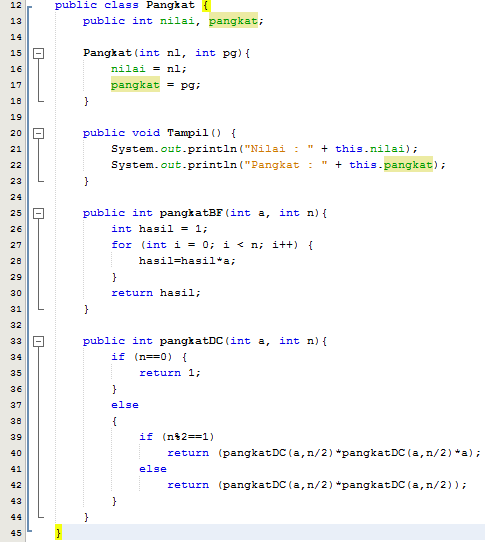 12 public class Pangkat {
13     public int nilai, pangkat;
14
15     Pangkat(int nl, int pg){
16         nilai = nl;
17         pangkat = pg;
18     }
19
20     public void Tampil() {
21         System.out.println("Nilai : " + this.nilai);
22         System.out.println("Pangkat : " + this.pangkat);
23     }
24
25     public int pangkatBF(int a, int n){
26         int hasil = 1;
27         for (int i = 0; i < n; i++) {
28             hasil=hasil*a;
29         }
30         return hasil;
31     }
32
33     public int pangkatDC(int a, int n){
34         if (n==0) {
35             return 1;
36         }
37         else
38         {
39             if (n%2==1)
40                 return (pangkatDC(a,n/2)*pangkatDC(a,n/2)*a);
41             else
42                 return (pangkatDC(a,n/2)*pangkatDC(a,n/2));
43         }
44     }
45 }